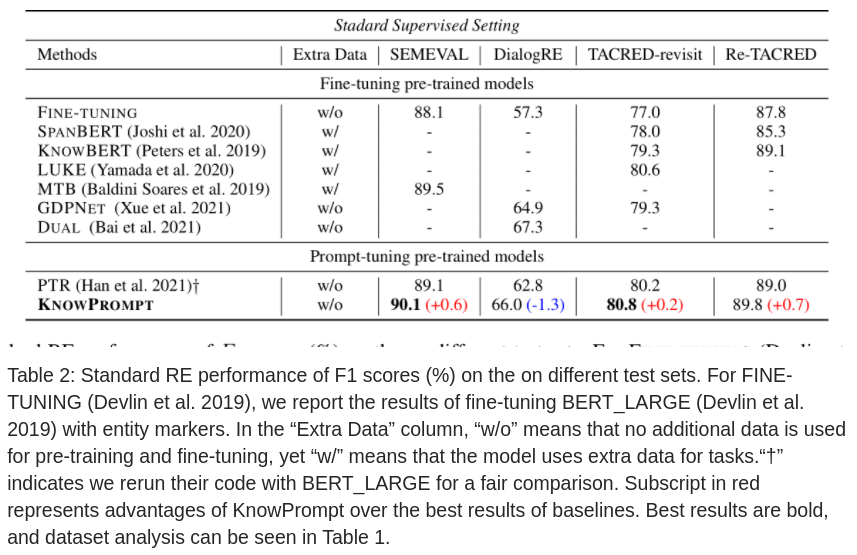 Stadard Supervised Setting
Methods Extra Data SEMEVAL DialogRE TACRED-revisit Re-TACRED
Fine-tuning pre-trained models
FINE-TUNING w/o 88.1 57.3 77.0 87.8
SPANBERT (Joshi et al. 2020) w/ - - 78.0 85.3
KNOWBERT (Peters et al. 2019) w/ - - 79.3 89.1
LUKE (Yamada et al. 2020) w/ - - 80.6 -
MTB (Baldini Soares et al. 2019) w/ 89.5 - - -
GDPNET (Xue et al. 2021) w/o - 64.9 79.3 -
DUAL (Bai et al. 2021) w/o - 67.3 - -
Prompt-tuning pre-trained models
PTR (Han et al. 2021)† w/o 89.1 62.8 80.2 89.0
KNOWPROMPT w/o 90.1 (+0.6) 66.0 (-1.3) 80.8 (+0.2) 89.8 (+0.7)
Table 2: Standard RE performance of F1 scores (%) on the on different test sets. For FINE-
TUNING (Devlin et al. 2019), we report the results of fine-tuning BERT_LARGE (Devlin et al.
2019) with entity markers. In the “Extra Data” column, “w/o” means that no additional data is used
for pre-training and fine-tuning, yet “w/” means that the model uses extra data for tasks.“†”
indicates we rerun their code with BERT_LARGE for a fair comparison. Subscript in red
represents advantages of KnowPrompt over the best results of baselines. Best results are bold,
and dataset analysis can be seen in Table 1.